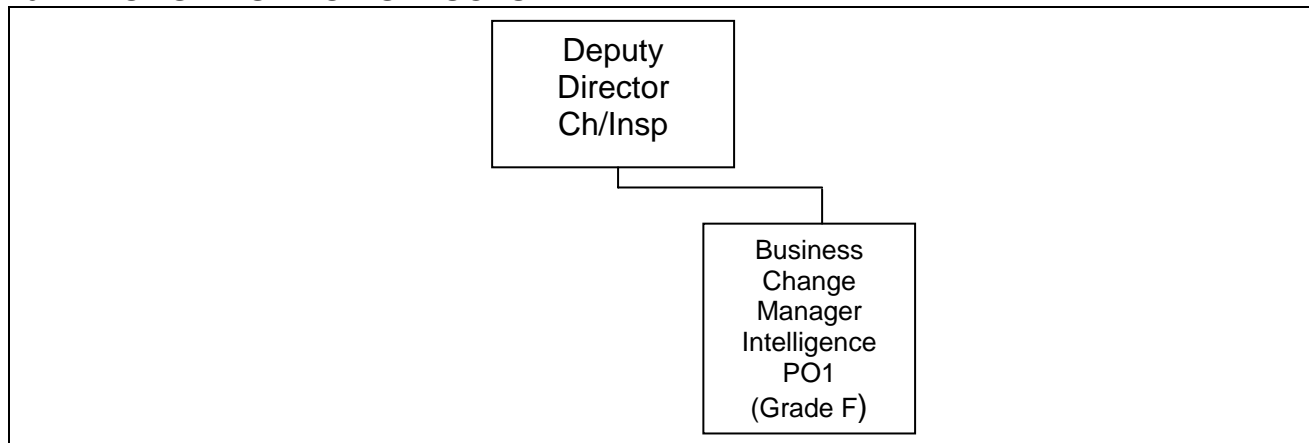 Deputy
Director
Ch/Insp
Business
Change
Manager
Intelligence
PO1
(Grade F)